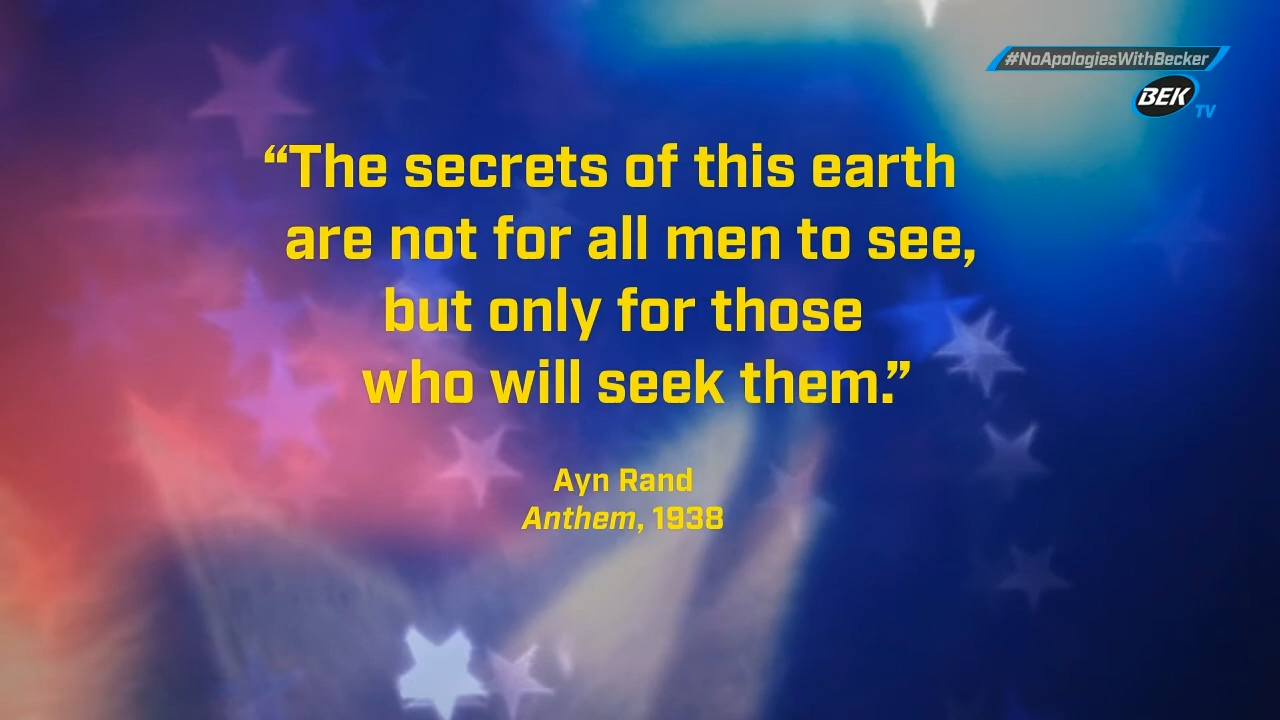 #NoApologiesWithBecker
BEK TV
“The secrets of this earth
are not for all men to see,
but only for those
who will seek them.”
Ayn Rand
Anthem, 1938